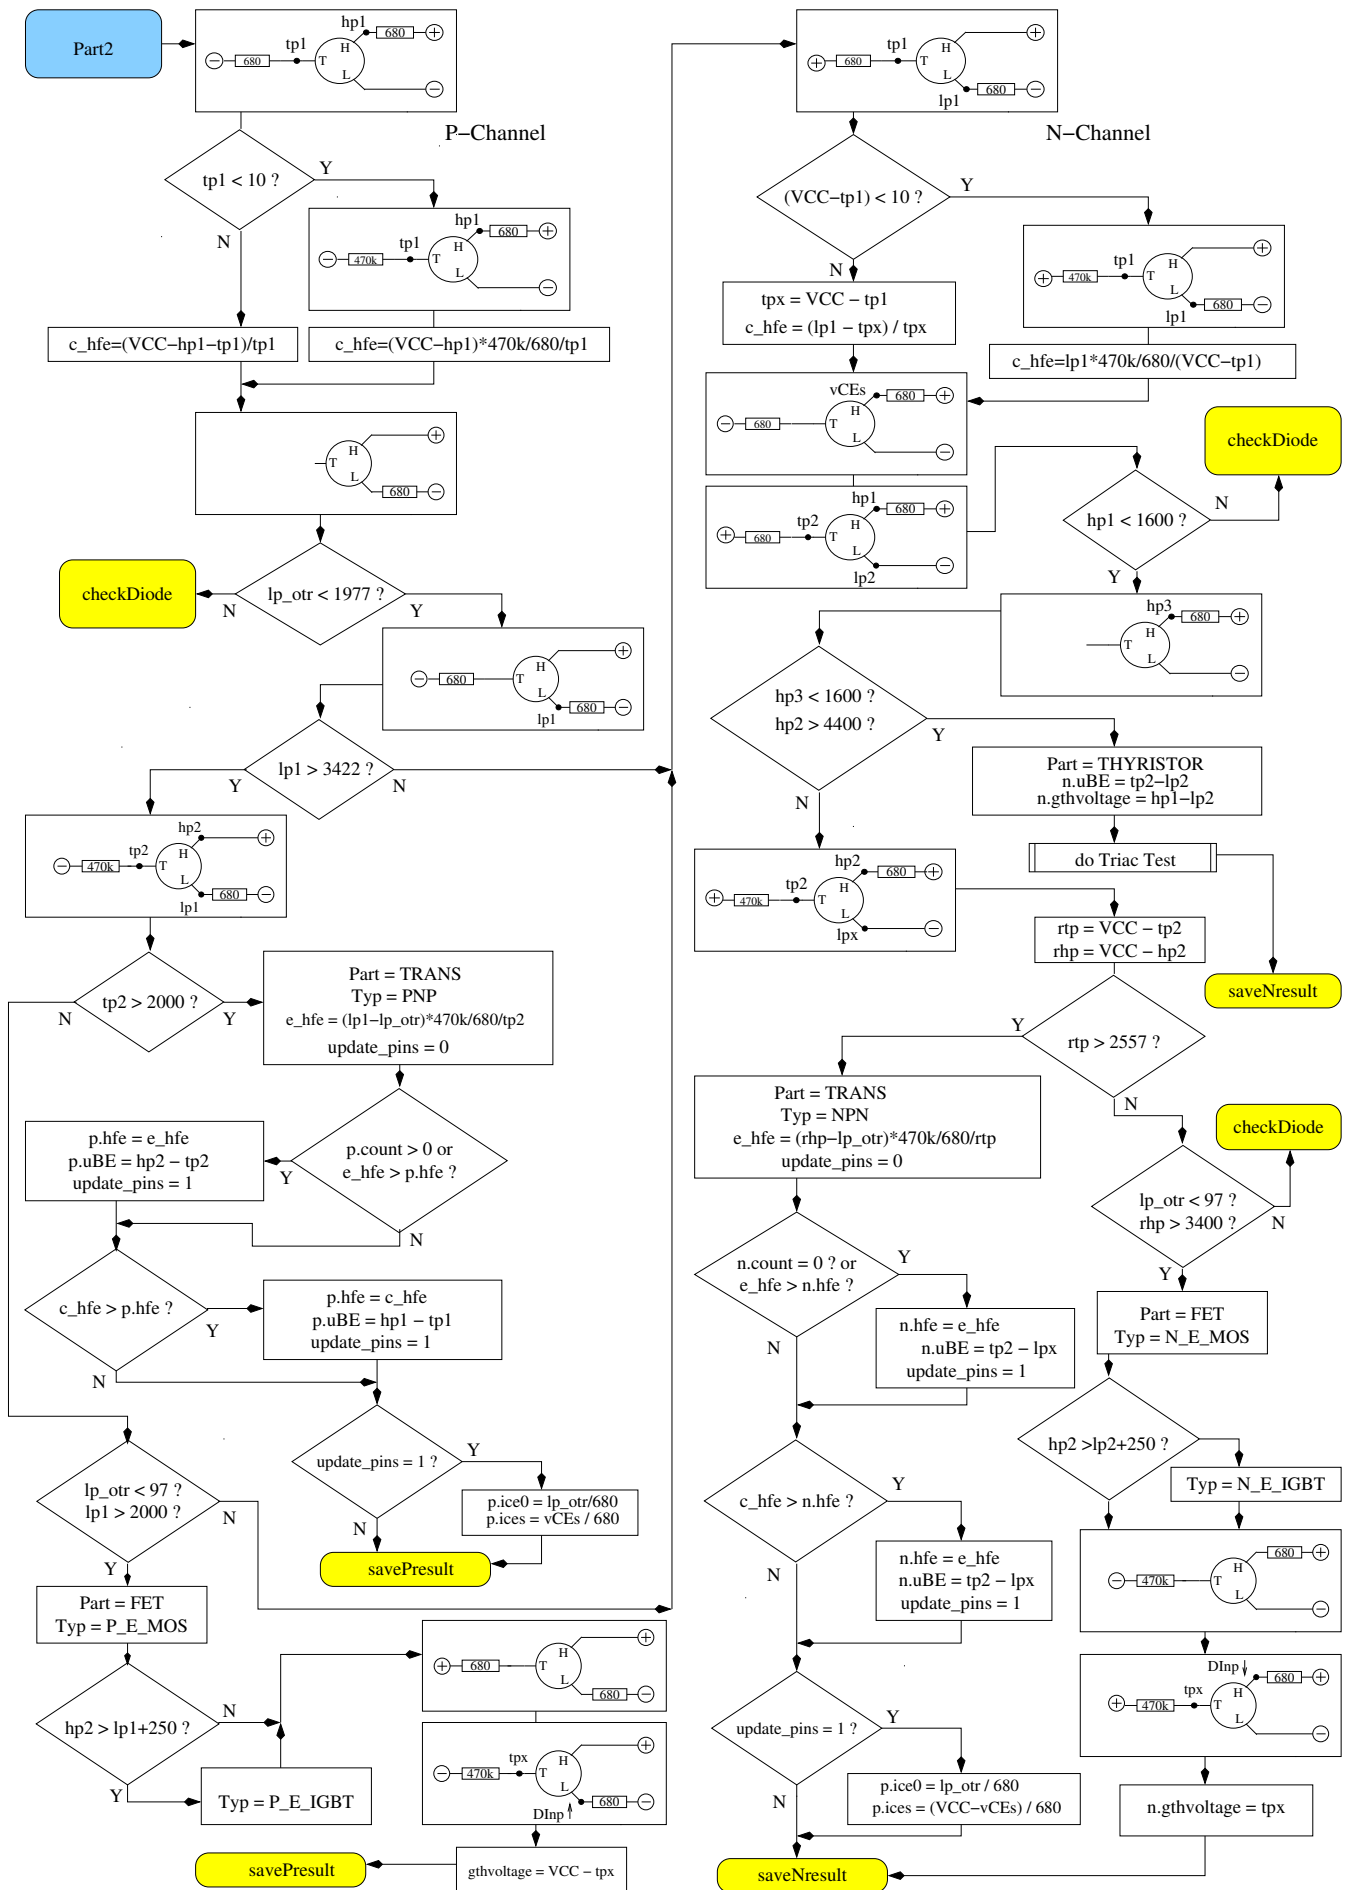 Part2
hp1
680
tp1
680
T
H
L
P-Channel
tp1 < 10 ?
Y
N
hp1
680
tp1
470k
T
H
L
c_hfe=(VCC-hp1-tp1)/tp1
c_hfe=(VCC-hp1)*470k/680/tp1
T
H
L
680
checkDiode
N
lp_otr < 1977 ?
Y
680
T
H
L
lp1
680
lp1 > 3422 ?
Y
N
hp2
tp2
470k
T
H
L
680
lp1
tp2 > 2000 ?
N
Y
Part = TRANS
Typ = PNP
e_hfe = (lp1-lp_otr)*470k/680/tp2
update_pins = 0
p.count > 0 or
e_hfe > p.hfe ?
Y
N
p.hfe = e_hfe
p.uBE = hp2 - tp2
update_pins = 1
c_hfe > p.hfe ?
Y
N
p.hfe = c_hfe
p.uBE = hp1 - tp1
update_pins = 1
update_pins = 1 ?
Y
N
p.ice0 = lp_otr/680
p.ices = vCEs / 680
savePresult
lp_otr < 97 ?
lp1 > 2000 ?
N
Y
Part = FET
Typ = P_E_MOS
hp2 > lp1+250 ?
N
Y
Typ = P_E_IGBT
680
T
H
L
680
tpx
470k
T
H
L
680
DInp
gthvoltage = VCC - tpx
savePresult
tp1
680
T
H
L
680
lp1
N-Channel
(VCC-tp1) < 10 ?
Y
N
tp1
470k
T
H
L
680
lp1
tpx = VCC - tp1
c_hfe = (lp1 - tpx) / tpx
c_hfe=lp1*470k/680/(VCC-tp1)
vCEs
680
680
T
H
L
hp1
680
tp2
680
T
H
L
lp2
checkDiode
hp1 < 1600 ?
N
Y
hp3
680
T
H
L
hp3 < 1600 ?
hp2 > 4400 ?
Y
N
Part = THYRISTOR
n.uBE = tp2-lp2
n.gthvoltage = hp1-lp2
do Triac Test
hp2
680
tp2
470k
T
H
L
lpx
rtp = VCC - tp2
rhp = VCC - hp2
saveNresult
rtp > 2557 ?
Y
N
Part = TRANS
Typ = NPN
e_hfe = (rhp-lp_otr)*470k/680/rtp
update_pins = 0
checkDiode
lp_otr < 97 ?
rhp > 3400 ?
N
Y
n.count = 0 ? or
e_hfe > n.hfe ?
Y
N
n.hfe = e_hfe
n.uBE = tp2 - lpx
update_pins = 1
Part = FET
Typ = N_E_MOS
hp2 >lp2+250 ?
Y
Typ = N_E_IGBT
c_hfe > n.hfe ?
Y
N
n.hfe = e_hfe
n.uBE = tp2 - lpx
update_pins = 1
680
470k
T
H
L
DInp
680
tpx
470k
T
H
L
update_pins = 1 ?
Y
N
p.ice0 = lp_otr / 680
p.ices = (VCC-vCEs) / 680
n.gthvoltage = tpx
saveNresult